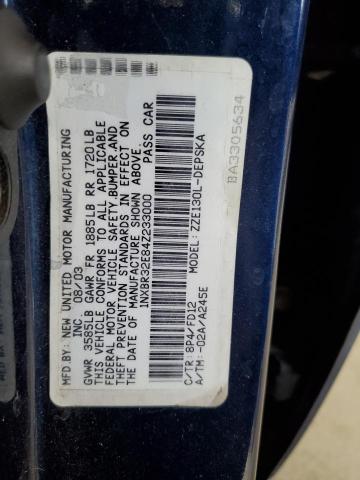 MFD.BY: NEW UNITED MOTOR MANUFACTURING
INC. 08/03
GVWR 3585LB GAWR FR 1885LB RR 1720LB
THIS VEHICLE CONFORMS TO ALL APPLICABLE
FEDERAL MOTOR VEHICLE SAFETY,BUMPER,AND
THEFT PREVENTION STANDARDS IN EFFECT ON
THE DATE OF MANUFACTURE SHOWN ABOVE.
1NXBR32E84Z233000 PASS CAR
MODEL: ZZE130L-DEPSKA
C/TR: 8P4/FD12
A/TM: -02A/A245E
BA3305634